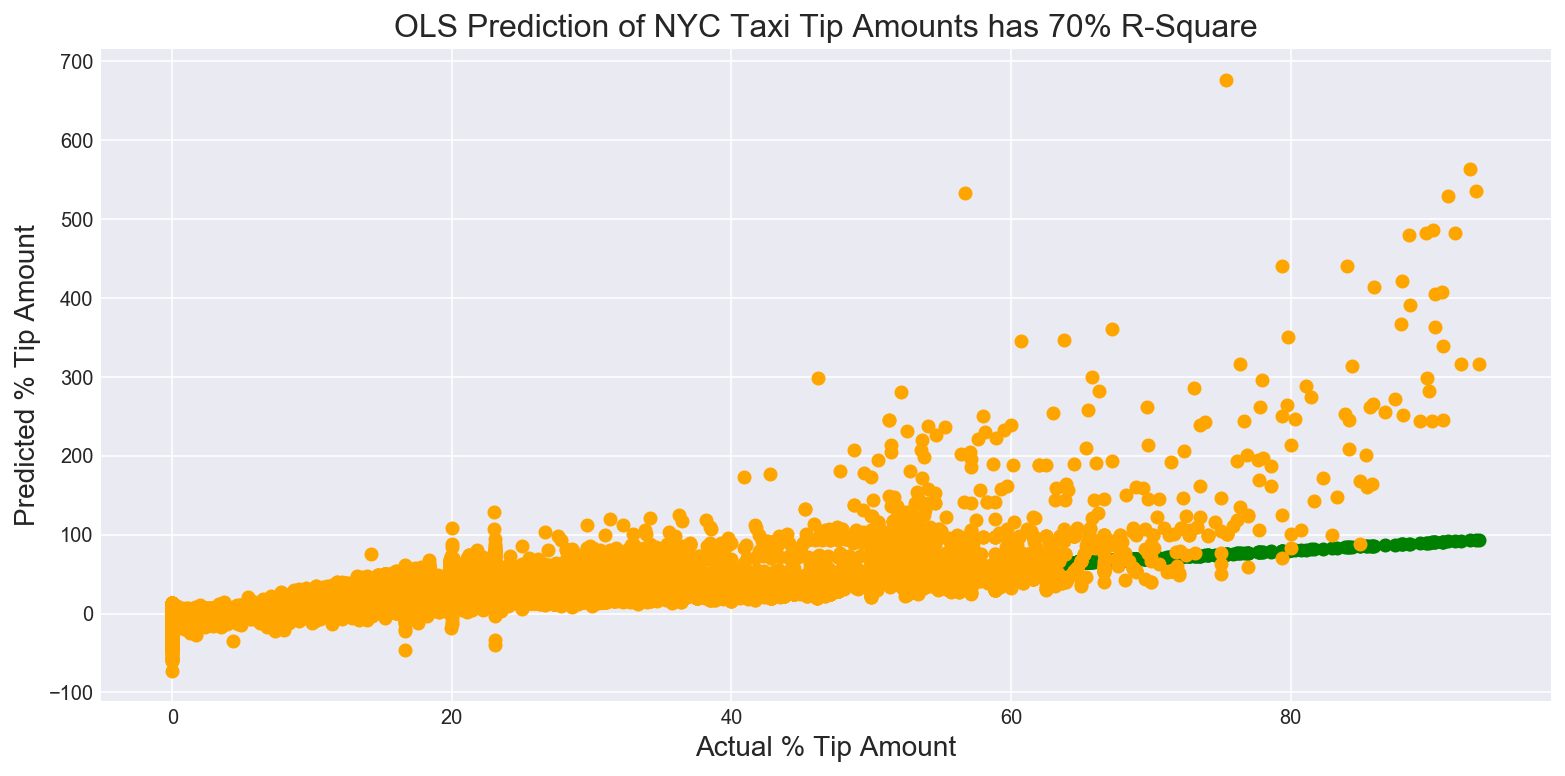 OLS Prediction of NYC Taxi Tip Amounts has 70% R-Square
700
600
500
400
300
200
100
0
−100
Predicted % Tip Amount
0 20 40 60 80
Actual % Tip Amount